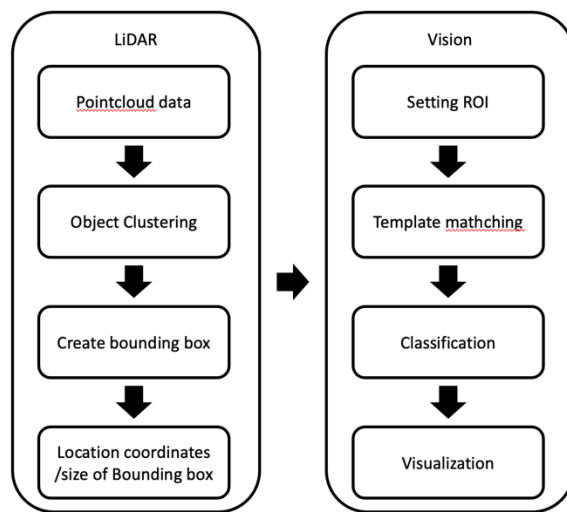 LiDAR
Pointcloud data
Object Clustering
Create bounding box
Location coordinates
/size of Bounding box
Vision
Setting ROI
Template mathching
Classification
Visualization